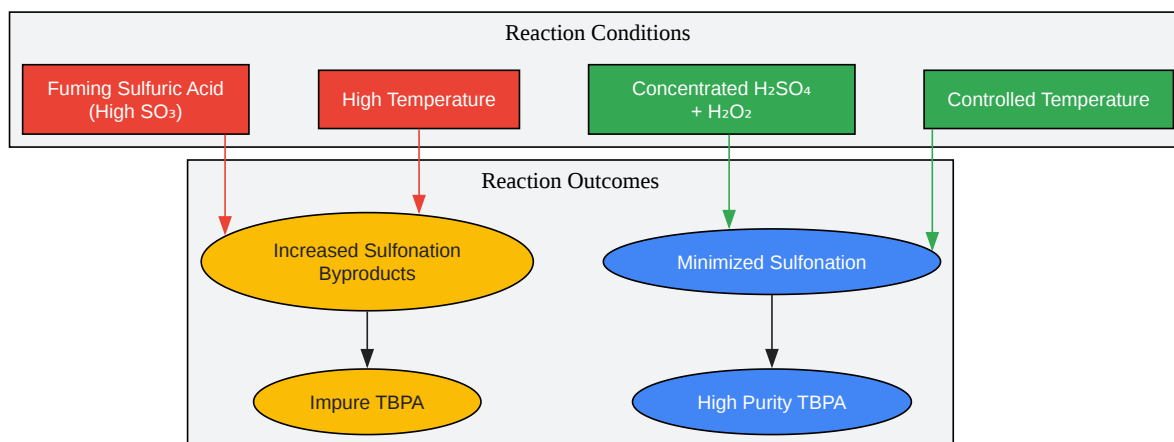 Reaction Conditions
Fuming Sulfuric Acid
(High SO₃)
High Temperature
Concentrated H₂SO₄
+ H₂O₂
Controlled Temperature
Reaction Outcomes
Increased Sulfonation
Byproducts
Minimized Sulfonation
Impure TBPA
High Purity TBPA